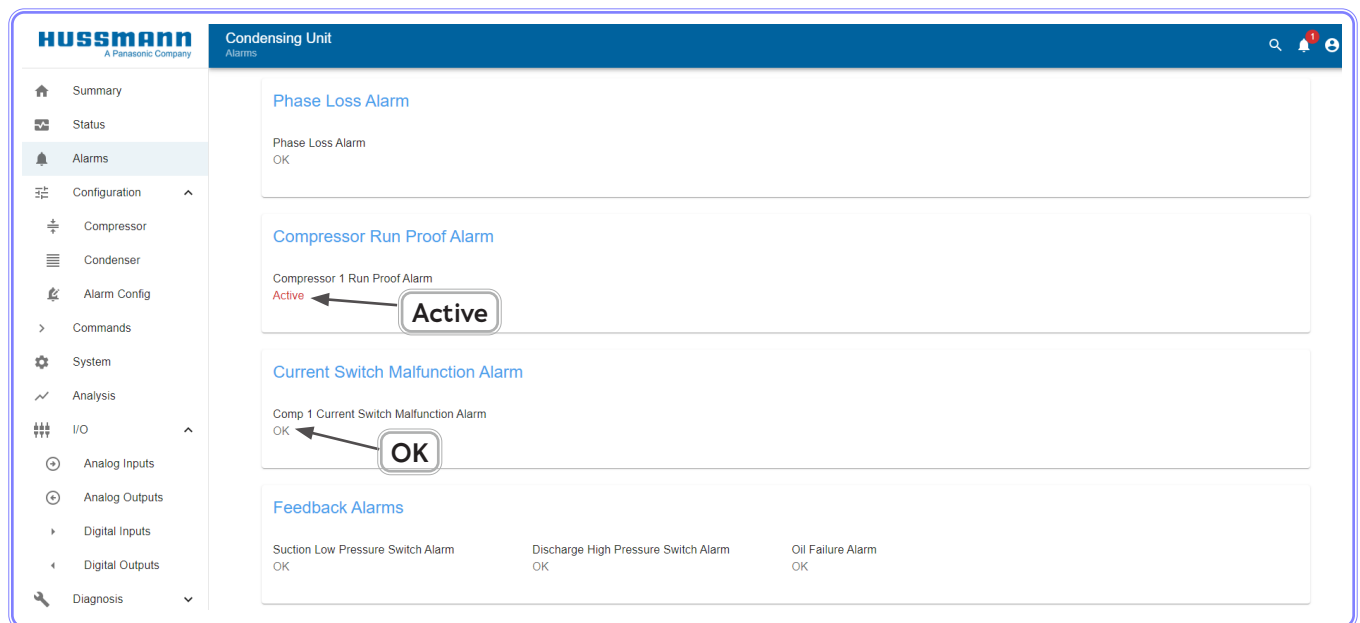 HUSSMANN
A Panasonic Company
Condensing Unit
Alarms
1
Summary
Status
Alarms
Configuration
Compressor
Condenser
Alarm Config
Commands
System
Analysis
I/O
Analog Inputs
Analog Outputs
Digital Inputs
Digital Outputs
Diagnosis
Phase Loss Alarm
Phase Loss Alarm
OK
Compressor Run Proof Alarm
Compressor 1 Run Proof Alarm
Active
Active
Current Switch Malfunction Alarm
Comp 1 Current Switch Malfunction Alarm
OK
OK
Feedback Alarms
Suction Low Pressure Switch Alarm
OK
Discharge High Pressure Switch Alarm
OK
Oil Failure Alarm
OK